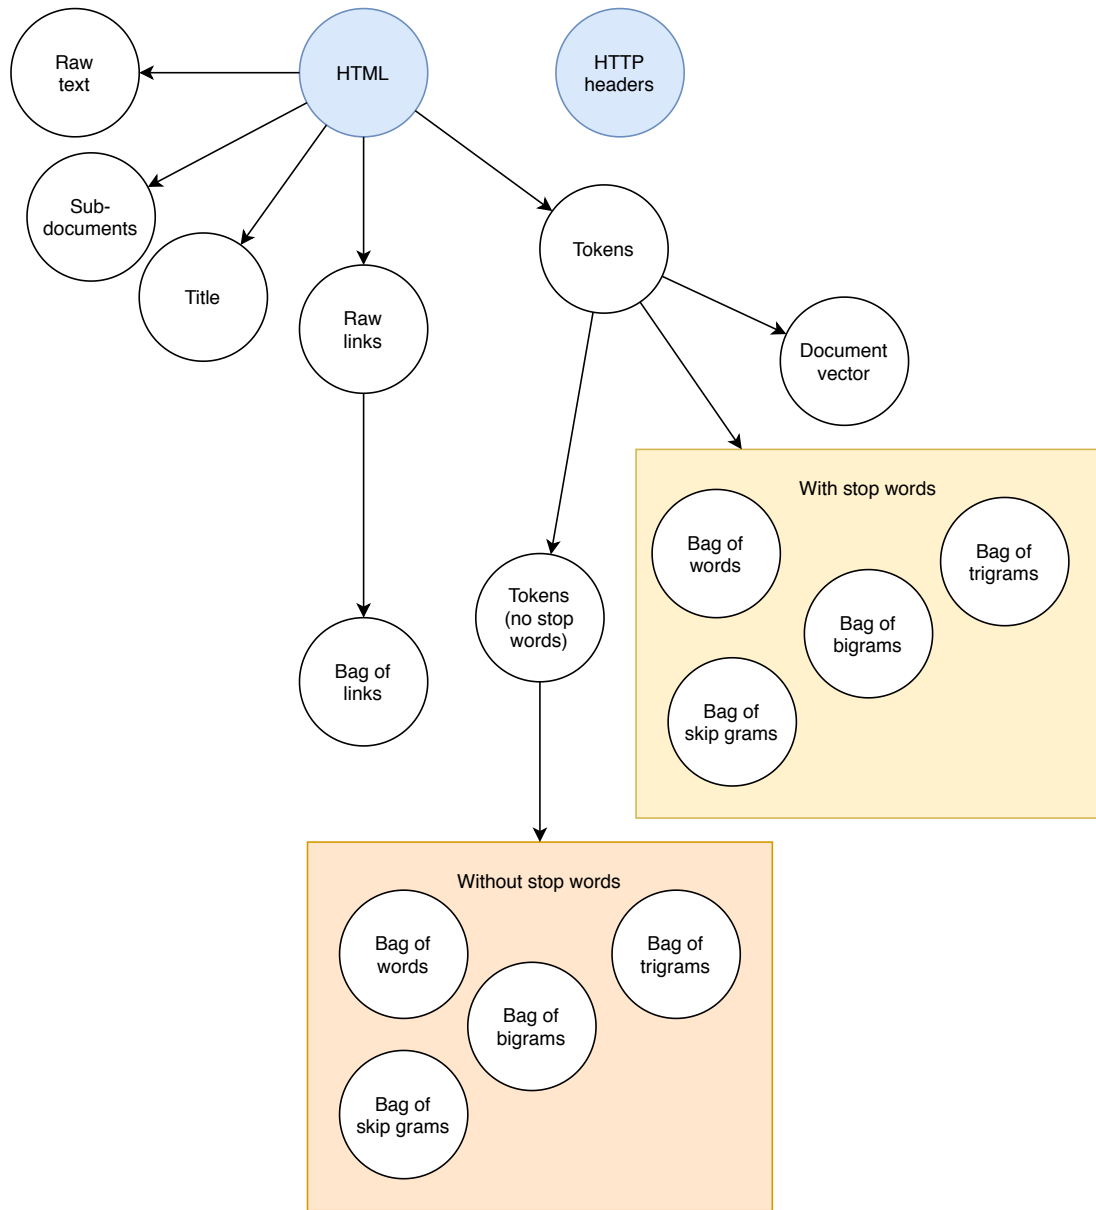 Raw
text
HTML
HTTP
headers
Sub-
documents
Title
Raw
links
Tokens
Document
vector
With stop words
Bag of
words
Bag of
trigrams
Bag of
bigrams
Bag of
skip grams
Tokens
(no stop
words)
Bag of
links
Without stop words
Bag of
words
Bag of
trigrams
Bag of
bigrams
Bag of
skip grams